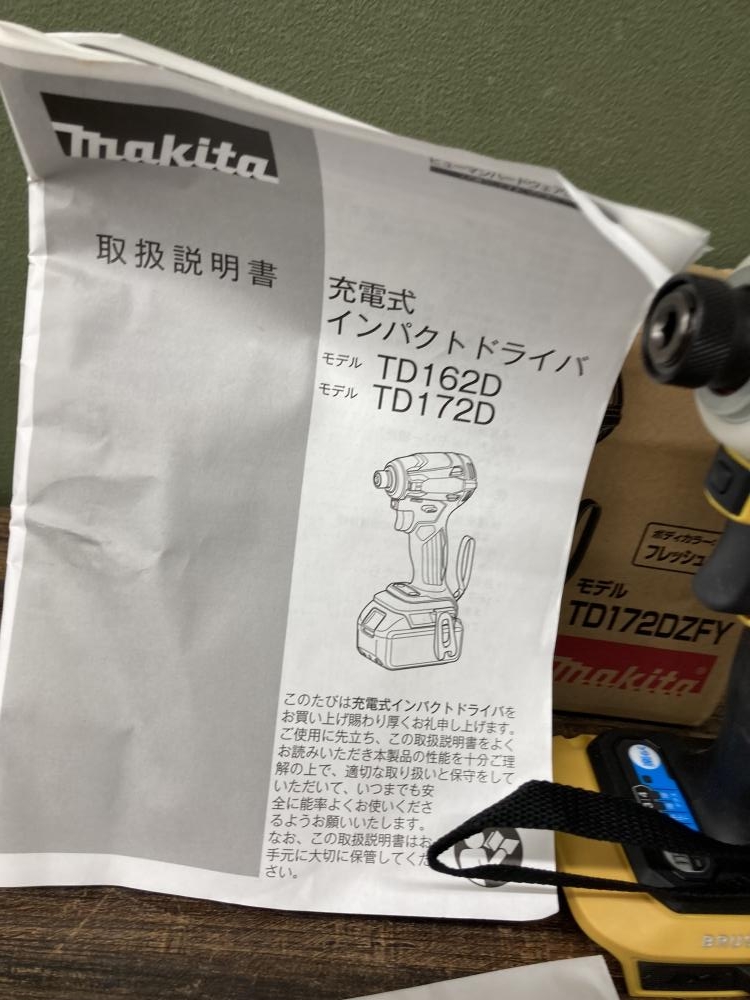 makita
ヒューマンハードウェア
取扱説明書
充電式
インパクトドライバ
モデル TD162D
モデル TD172D
このたびは充電式インパクトドライバを
お買い上げ賜わり厚くお礼申し上げます。
ご使用に先立ち、この取扱説明書をよく
お読みいただき本製品の性能を十分ご理
解の上で、適切な取り扱いと保守をして
いただいて、いつまでも安
全に能率よくお使いくださ
るようお願いいたします。
なお、この取扱説明書はお
手元に大切に保管してくだ
さい。
ボディカラー
フレッシュ
モデル
TD172DZFY
makita®
BRU